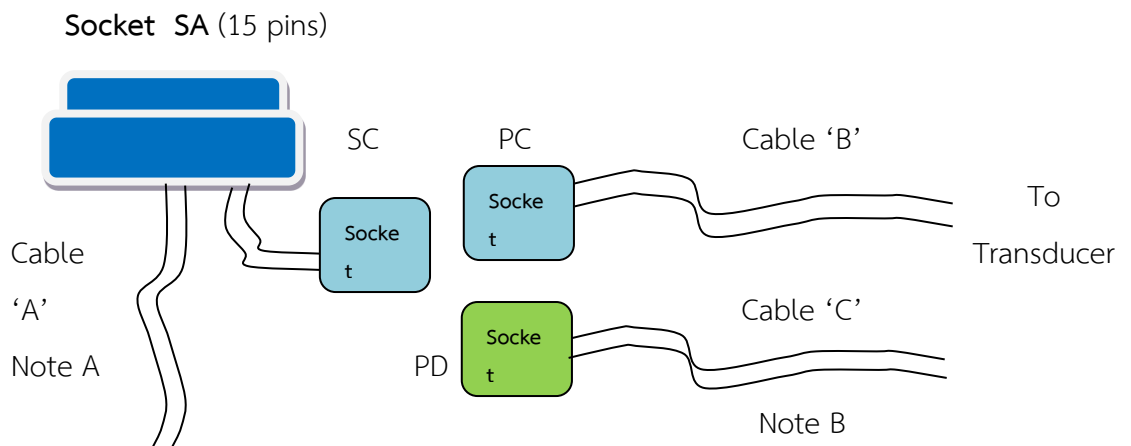 Socket SA (15 pins)
SC
PC
Cable ‘B’
Socke
t
To
Transducer
Socke
t
Cable
‘A’
Note A
Cable ‘C’
Socke
t
PD
Note B